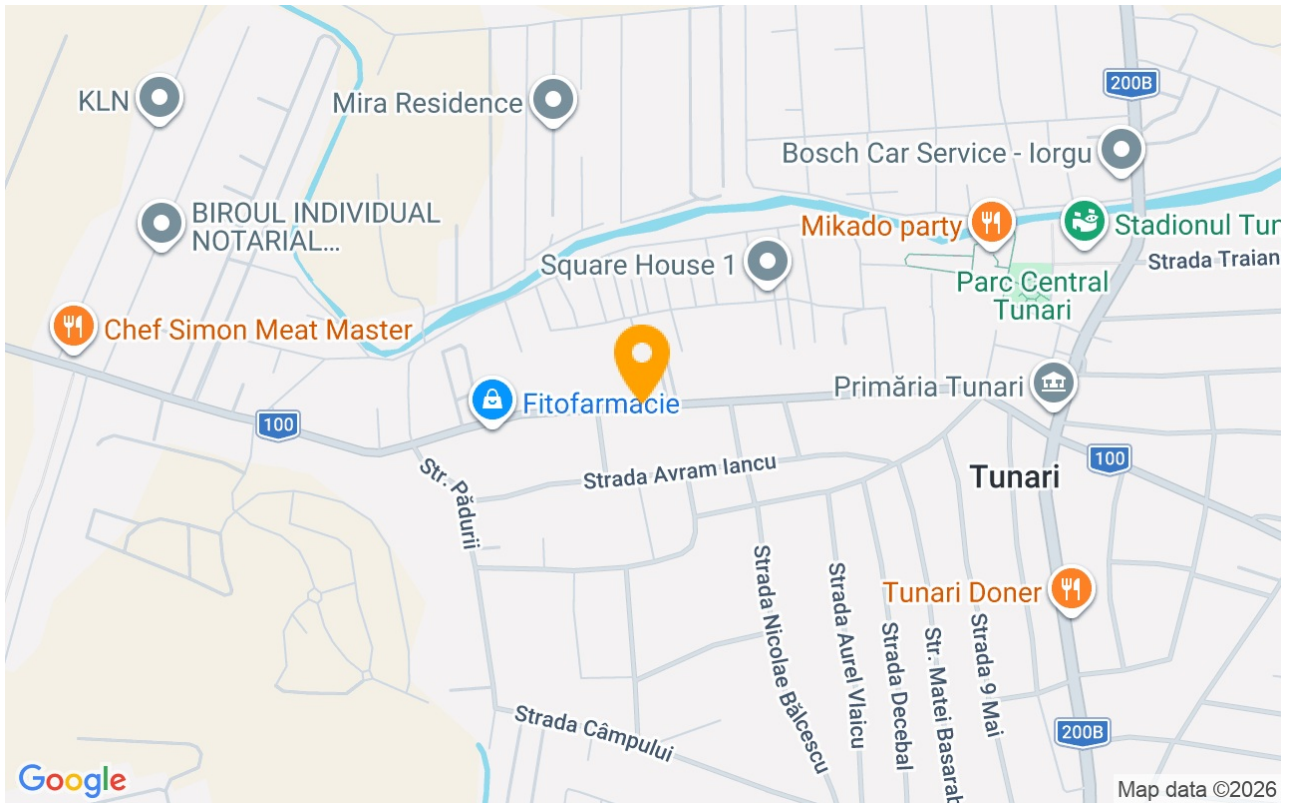 200B
KLN
Mira Residence
Bosch Car Service - Iorgu
BIROUL INDIVIDUAL
NOTARIAL...
Mikado party
Stadionul Tun
Square House 1
Strada Traian
Parc Central
Tunari
Chef Simon Meat Master
Primăria Tunari
Fitofarmacie
100
100
Strada Avram Iancu
Tunari
Str. Pădurii
Strada Nicolae Bălcescu
Strada Aurel Vlaicu
Strada Decebal
Str. Matei Basarab
Strada 9 Mai
Tunari Doner
Strada Câmpului
200B
Google
Map data ©2026